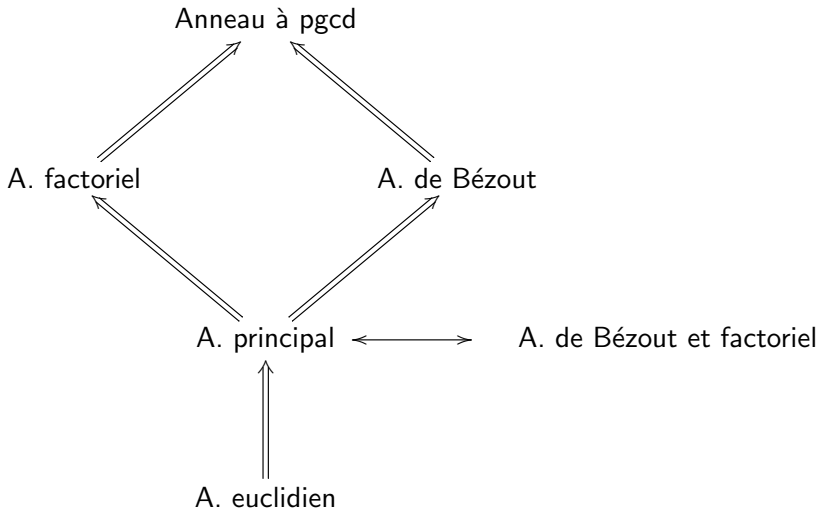 Anneau à pgcd
A. factoriel A. de Bézout
A. principal A. de Bézout et factoriel
A. euclidien